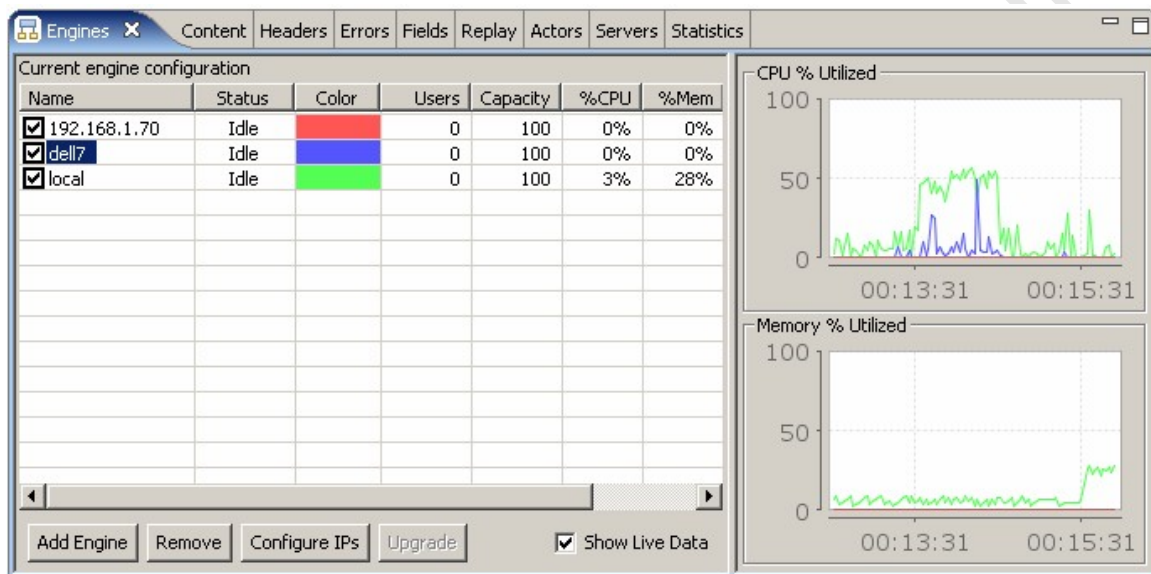 Engines Content Headers Errors Fields Replay Actors Servers Statistics
Current engine configuration
Name Status Color Users Capacity %CPU %Mem
192.168.1.70 Idle 0 100 0% 0%
dell7 Idle 0 100 0% 0%
local Idle 0 100 3% 28%
Add Engine Remove Configure IPs Upgrade Show Live Data
CPU % Utilized
100
50
0
00:13:31 00:15:31
Memory % Utilized
100
50
0
00:13:31 00:15:31